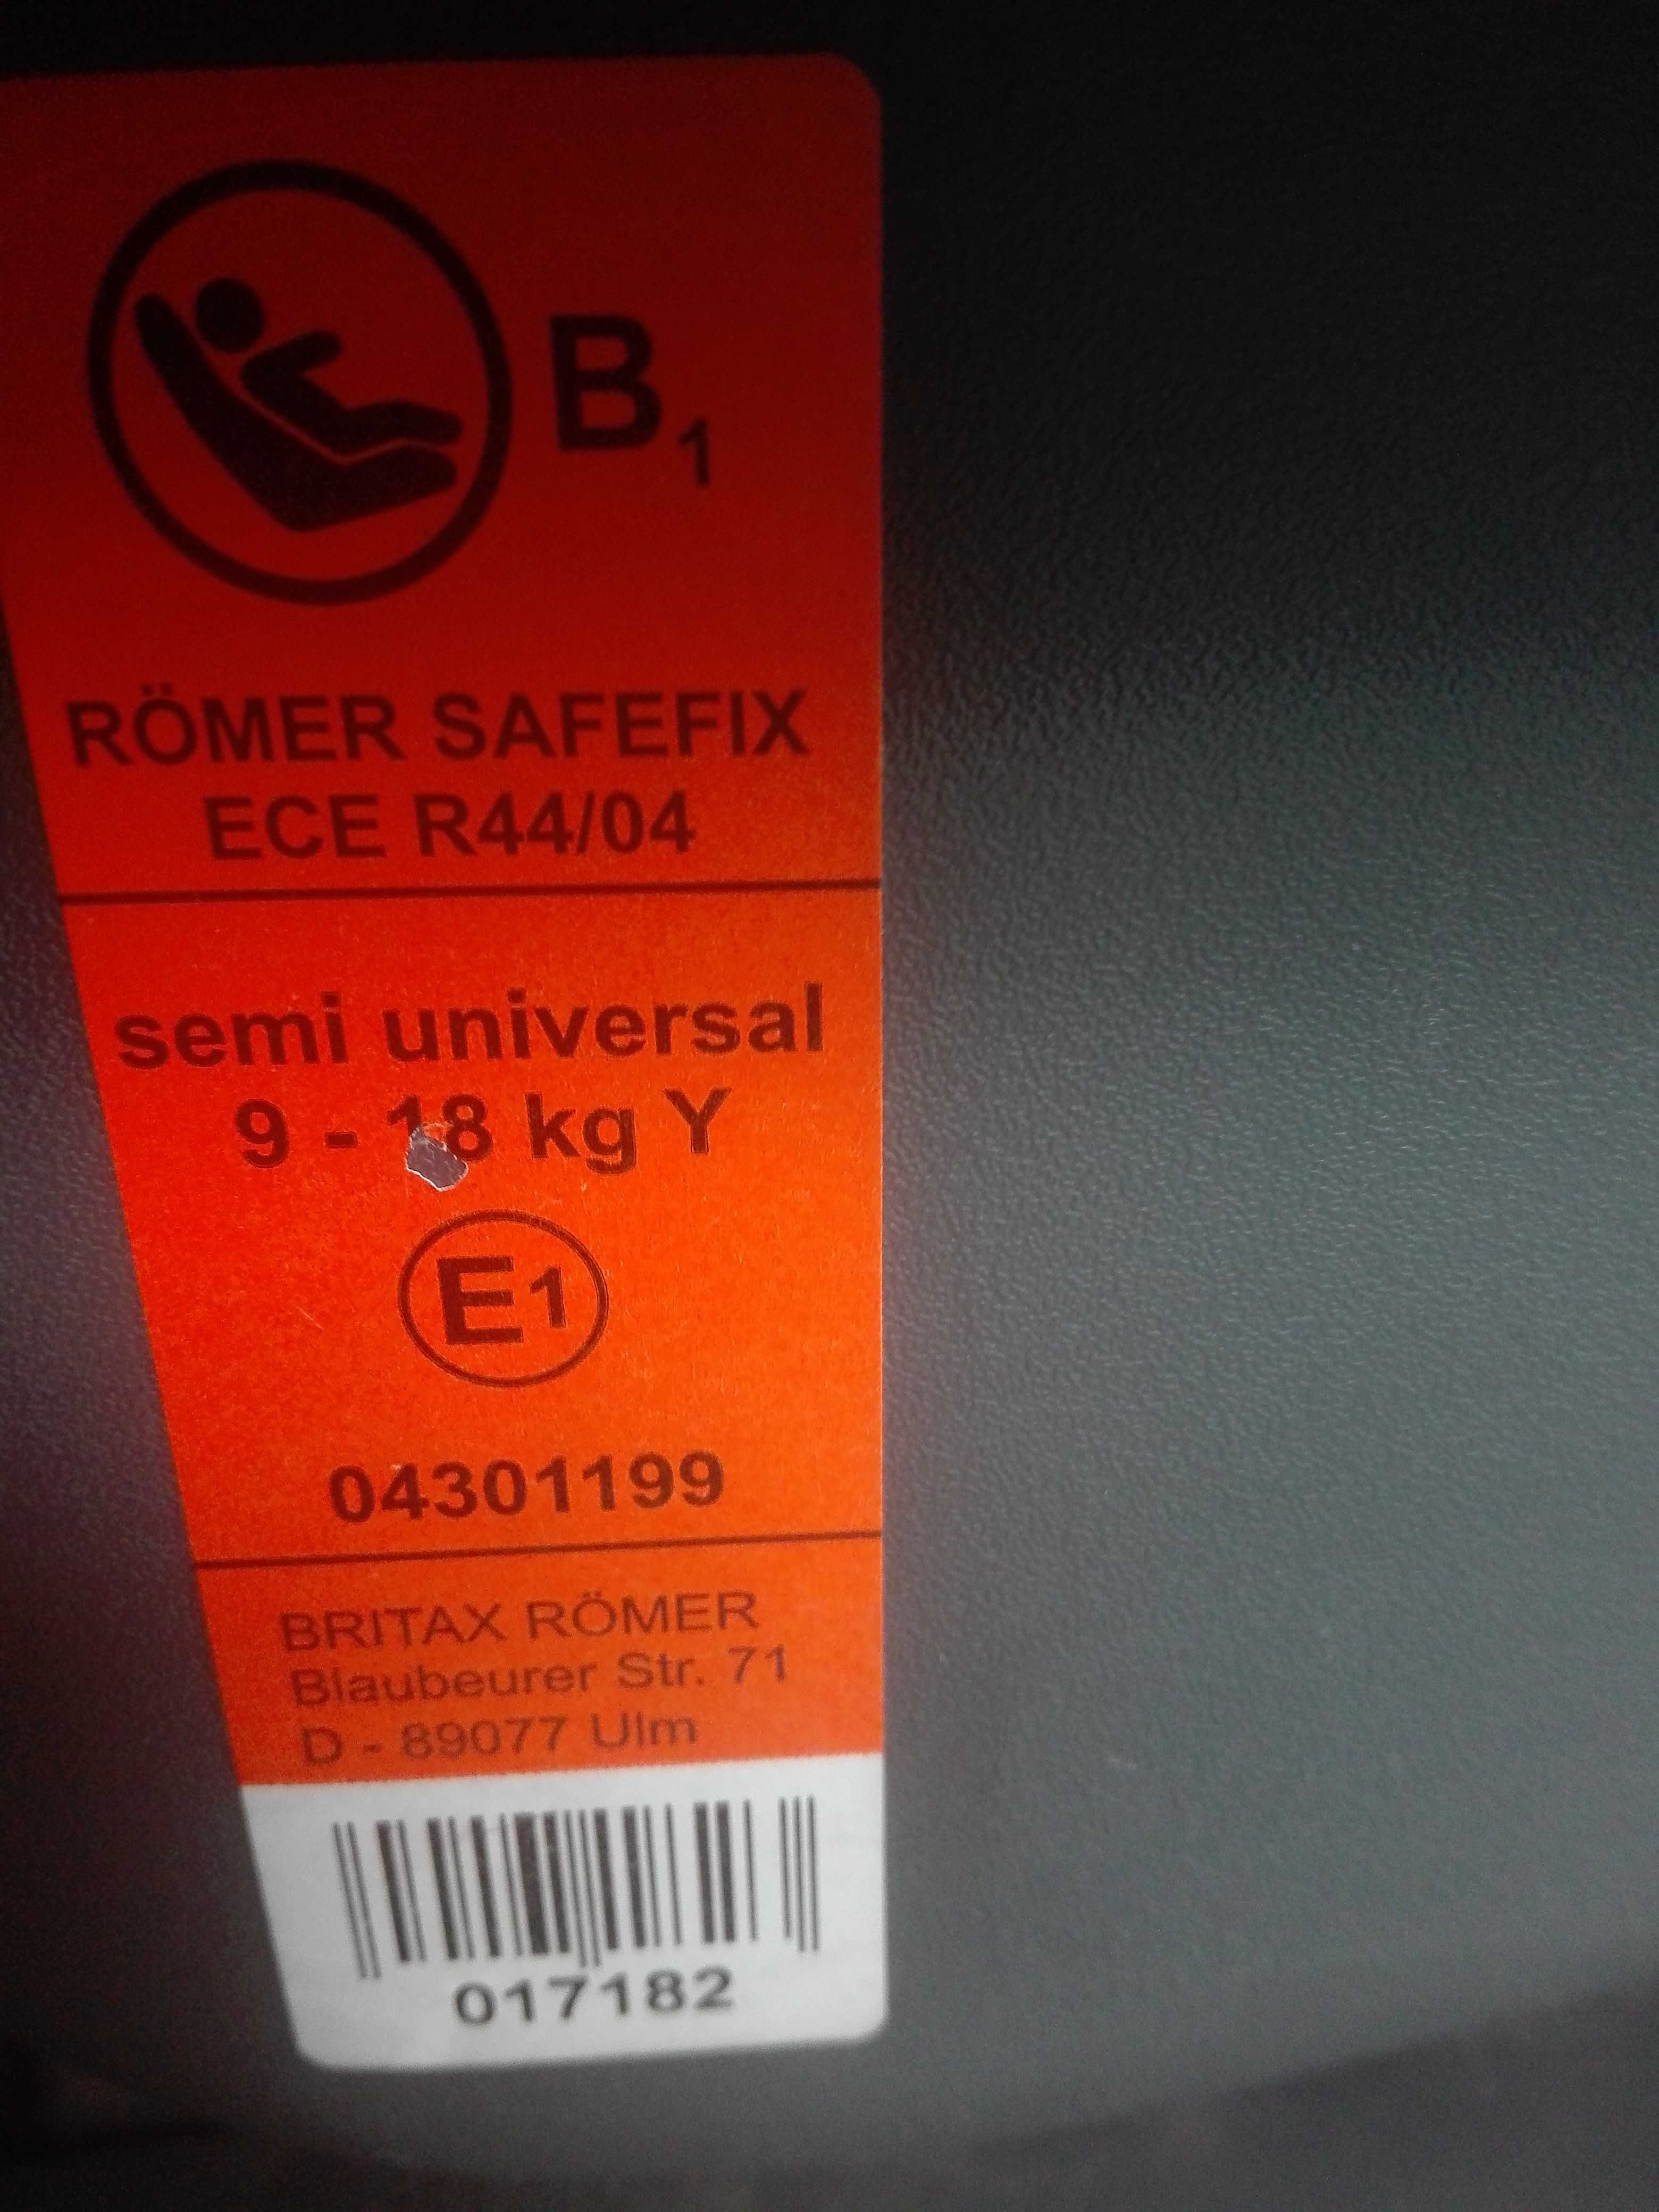 B1
RÖMER SAFEFIX
ECE R44/04
semi universal
9 - 18 kg Y
E1
04301199
BRITAX RÖMER
Blaubeurer Str. 71
D - 89077 Ulm
017182